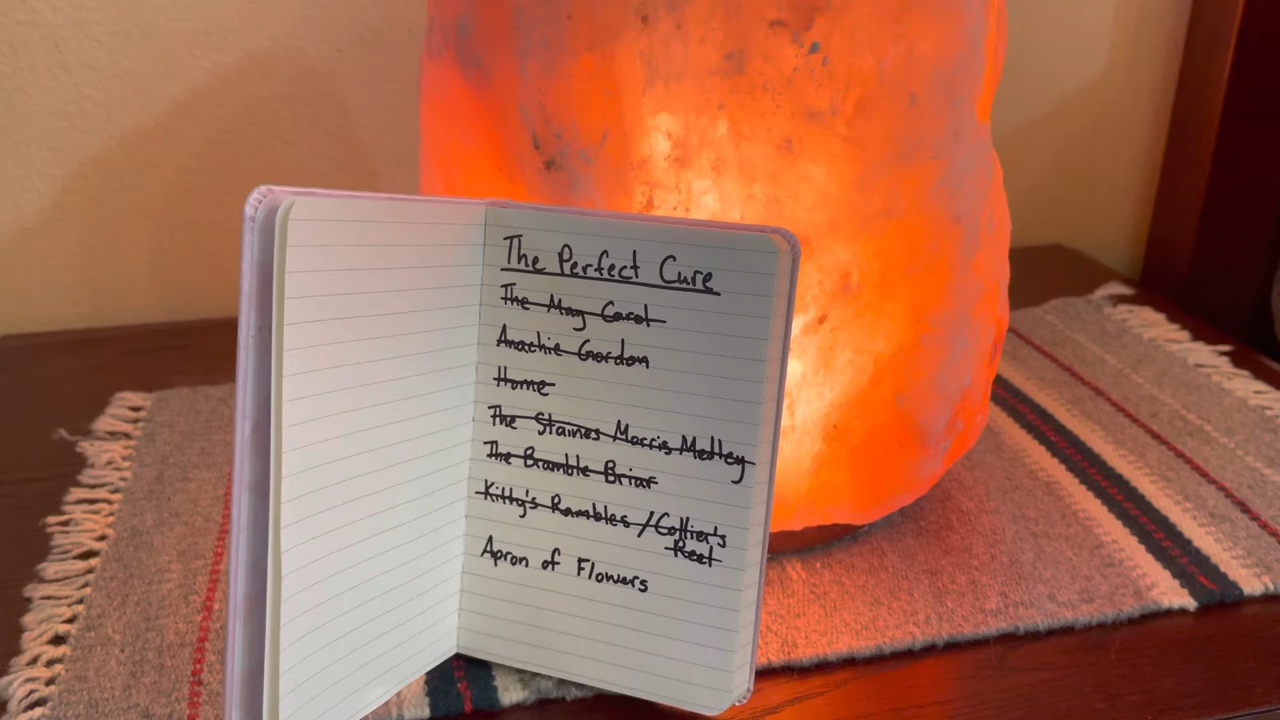 The Perfect Cure
The May Carol
Anachie Gordon
Home
The Staines Morris Medley
The Bramble Briar
Kitty's Rambles / Collier's
Reel
Apron of Flowers